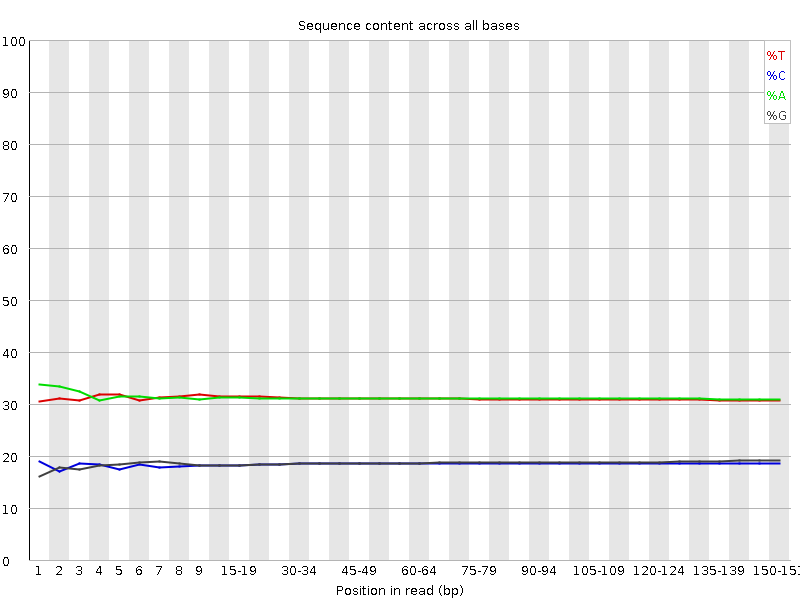 Sequence content across all bases
100
90
80
70
60
50
40
30
20
10
0
%T
%C
%A
%G
1 2 3 4 5 6 7 8 9 15-19 30-34 45-49 60-64 75-79 90-94 105-109 120-124 135-139 150-151
Position in read (bp)